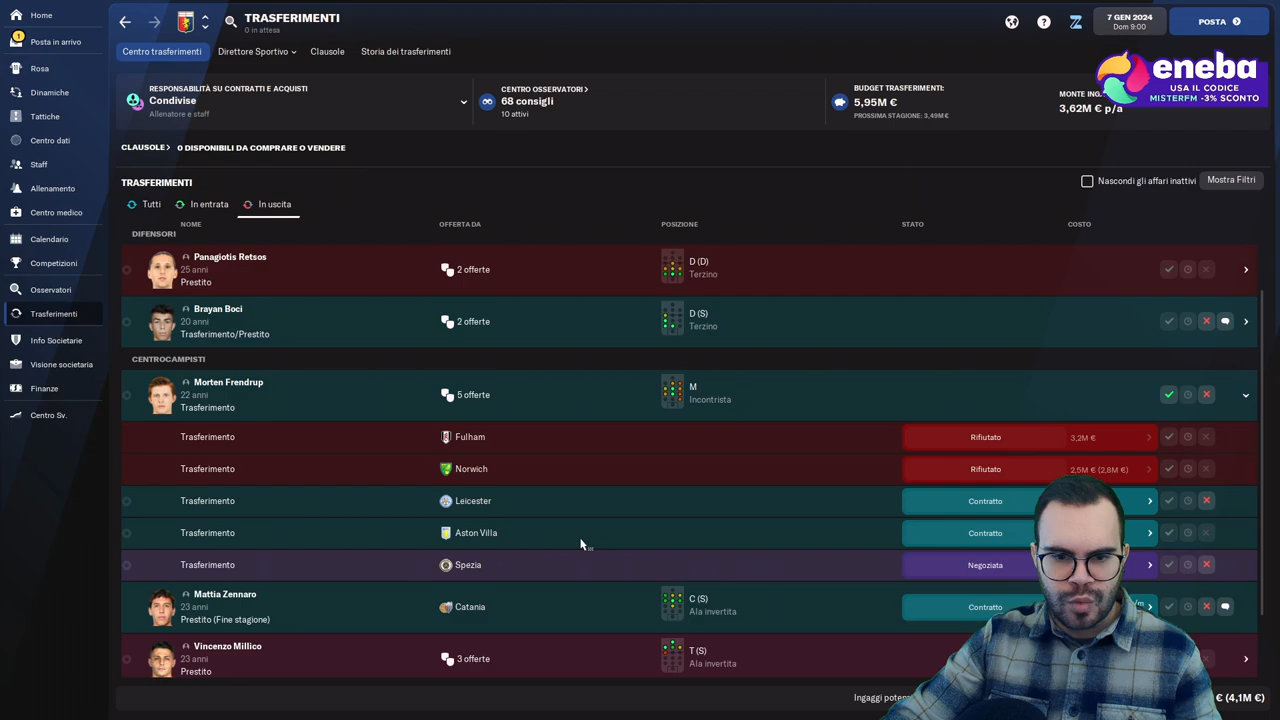 Home
TRASFERIMENTI
0 in attesa
7 GEN 2024
Dom 9:00
POSTA
1
Posta in arrivo
Centro trasferimenti
Direttore Sportivo
Clausole
Storia dei trasferimenti
eneba
USA IL CODICE
MISTERFM -3% SCONTO
Rosa
Dinamiche
Tattiche
Centro dati
Staff
Allenamento
Centro medico
Calendario
Competizioni
Osservatori
Trasferimenti
Info Societarie
Visione societaria
Finanze
Centro Sv.
RESPONSABILITÀ SU CONTRATTI E ACQUISTI
Condivise
Allenatore e staff
CENTRO OSSERVATORI
68 consigli
10 attivi
BUDGET TRASFERIMENTI:
5,95M €
PROSSIMA STAGIONE: 3,49M €
MONTE
3,62M € p/a
CLAUSOLE
0 DISPONIBILI DA COMPRARE O VENDERE
TRASFERIMENTI
Nascondi gli affari inattivi
Mostra Filtri
Tutti
In entrata
In uscita
NOME
OFFERTA DA
POSIZIONE
STATO
COSTO
DIFENSORI
Panagiotis Retsos
25 anni
Prestito
2 offerte
D (D)
Terzino
Brayan Boci
20 anni
Trasferimento/Prestito
2 offerte
D (S)
Terzino
CENTROCAMPISTI
Morten Frendrup
22 anni
Trasferimento
5 offerte
M
Incontrista
Trasferimento
Fulham
Rifiutato
3,2M €
Trasferimento
Norwich
Rifiutato
2,5M € (2,8M €)
Trasferimento
Leicester
Contratto
Trasferimento
Aston Villa
Contratto
Trasferimento
Spezia
Negoziata
Mattia Zennaro
23 anni
Prestito (Fine stagione)
Catania
C (S)
Ala invertita
Contratto
/m
Vincenzo Millico
23 anni
Prestito
3 offerte
T (S)
Ala invertita
Ingaggi
€ (4,1M €)